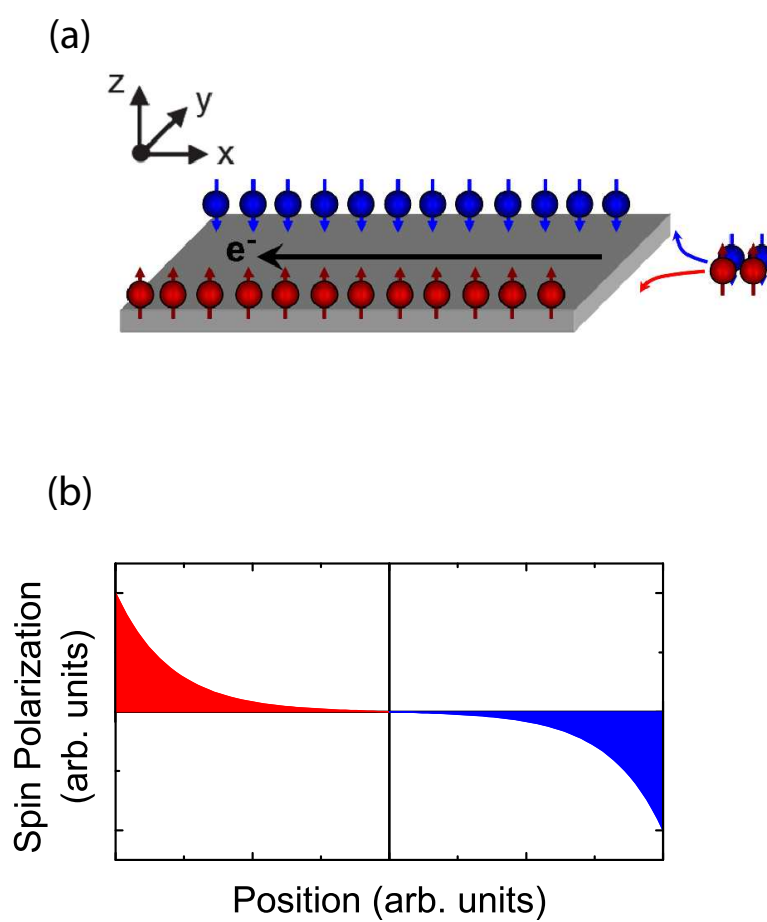 (a)
z
y
x
e⁻
(b)
Spin Polarization
(arb. units)
Position (arb. units)